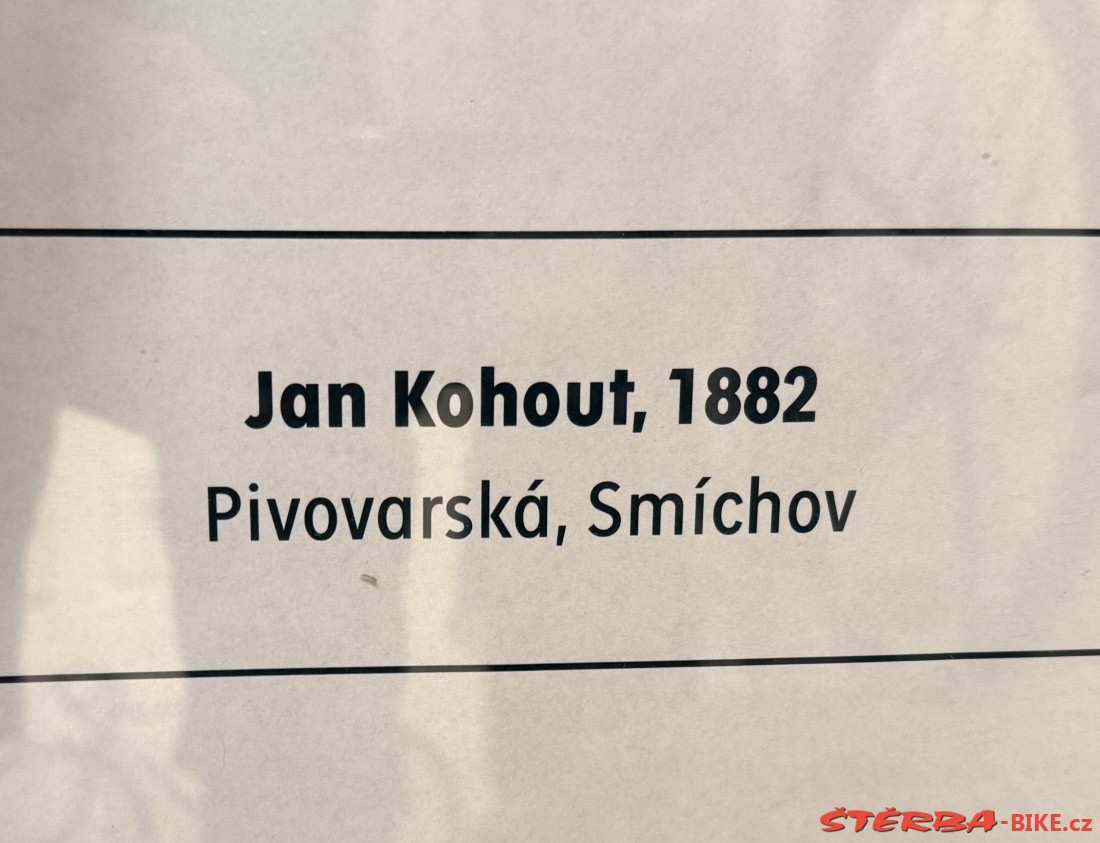 Jan Kohout, 1882
Pivovarská, Smíchov
ŠTĚRBA-BIKE.cz